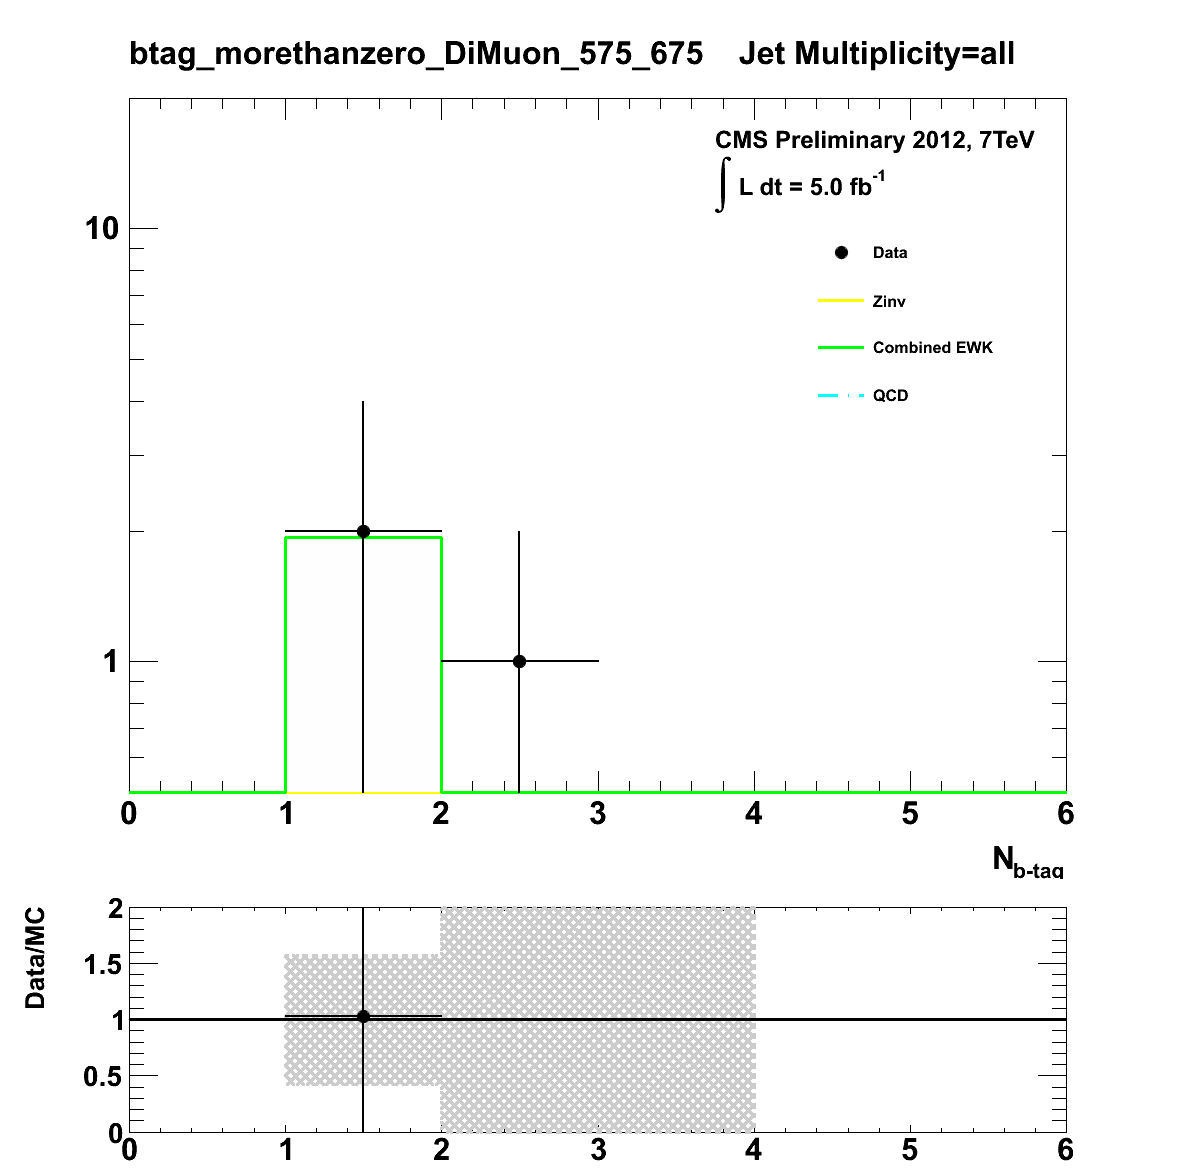 btag_morethanzero_DiMuon_575_675 Jet Multiplicity=all
CMS Preliminary 2012, 7TeV
∫ L dt = 5.0 fb-1
10
Data
Zinv
Combined EWK
QCD
1
0 1 2 3 4 5 6
Nb-tag
Data/MC
2
1.5
1
0.5
0
0 1 2 3 4 5 6